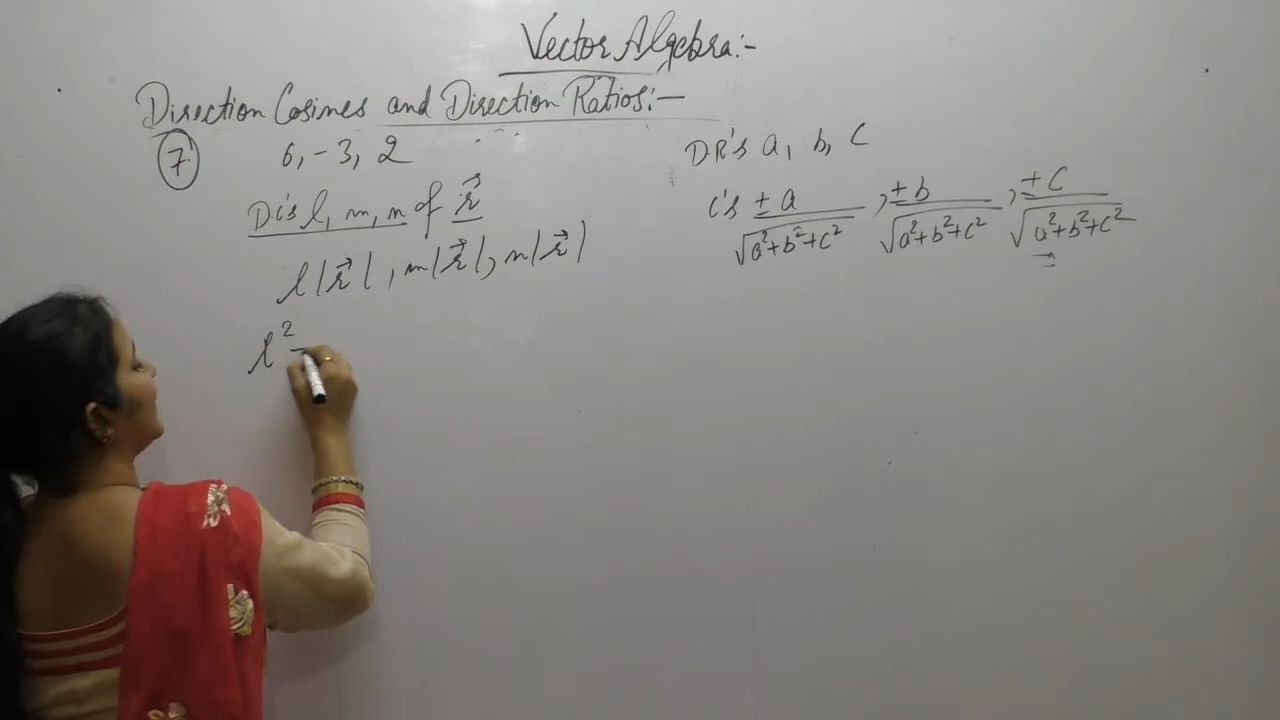 Vector Algebra:-
Direction Cosines and Direction Ratios:-
7 6, -3, 2
D.C's l, m, n of r⃗
l|r⃗|, m|r⃗|, n|r⃗|
l²
DR's a, b, c
C's ± a / √a²+b²+c² , ± b / √a²+b²+c² , ± c / √a²+b²+c²